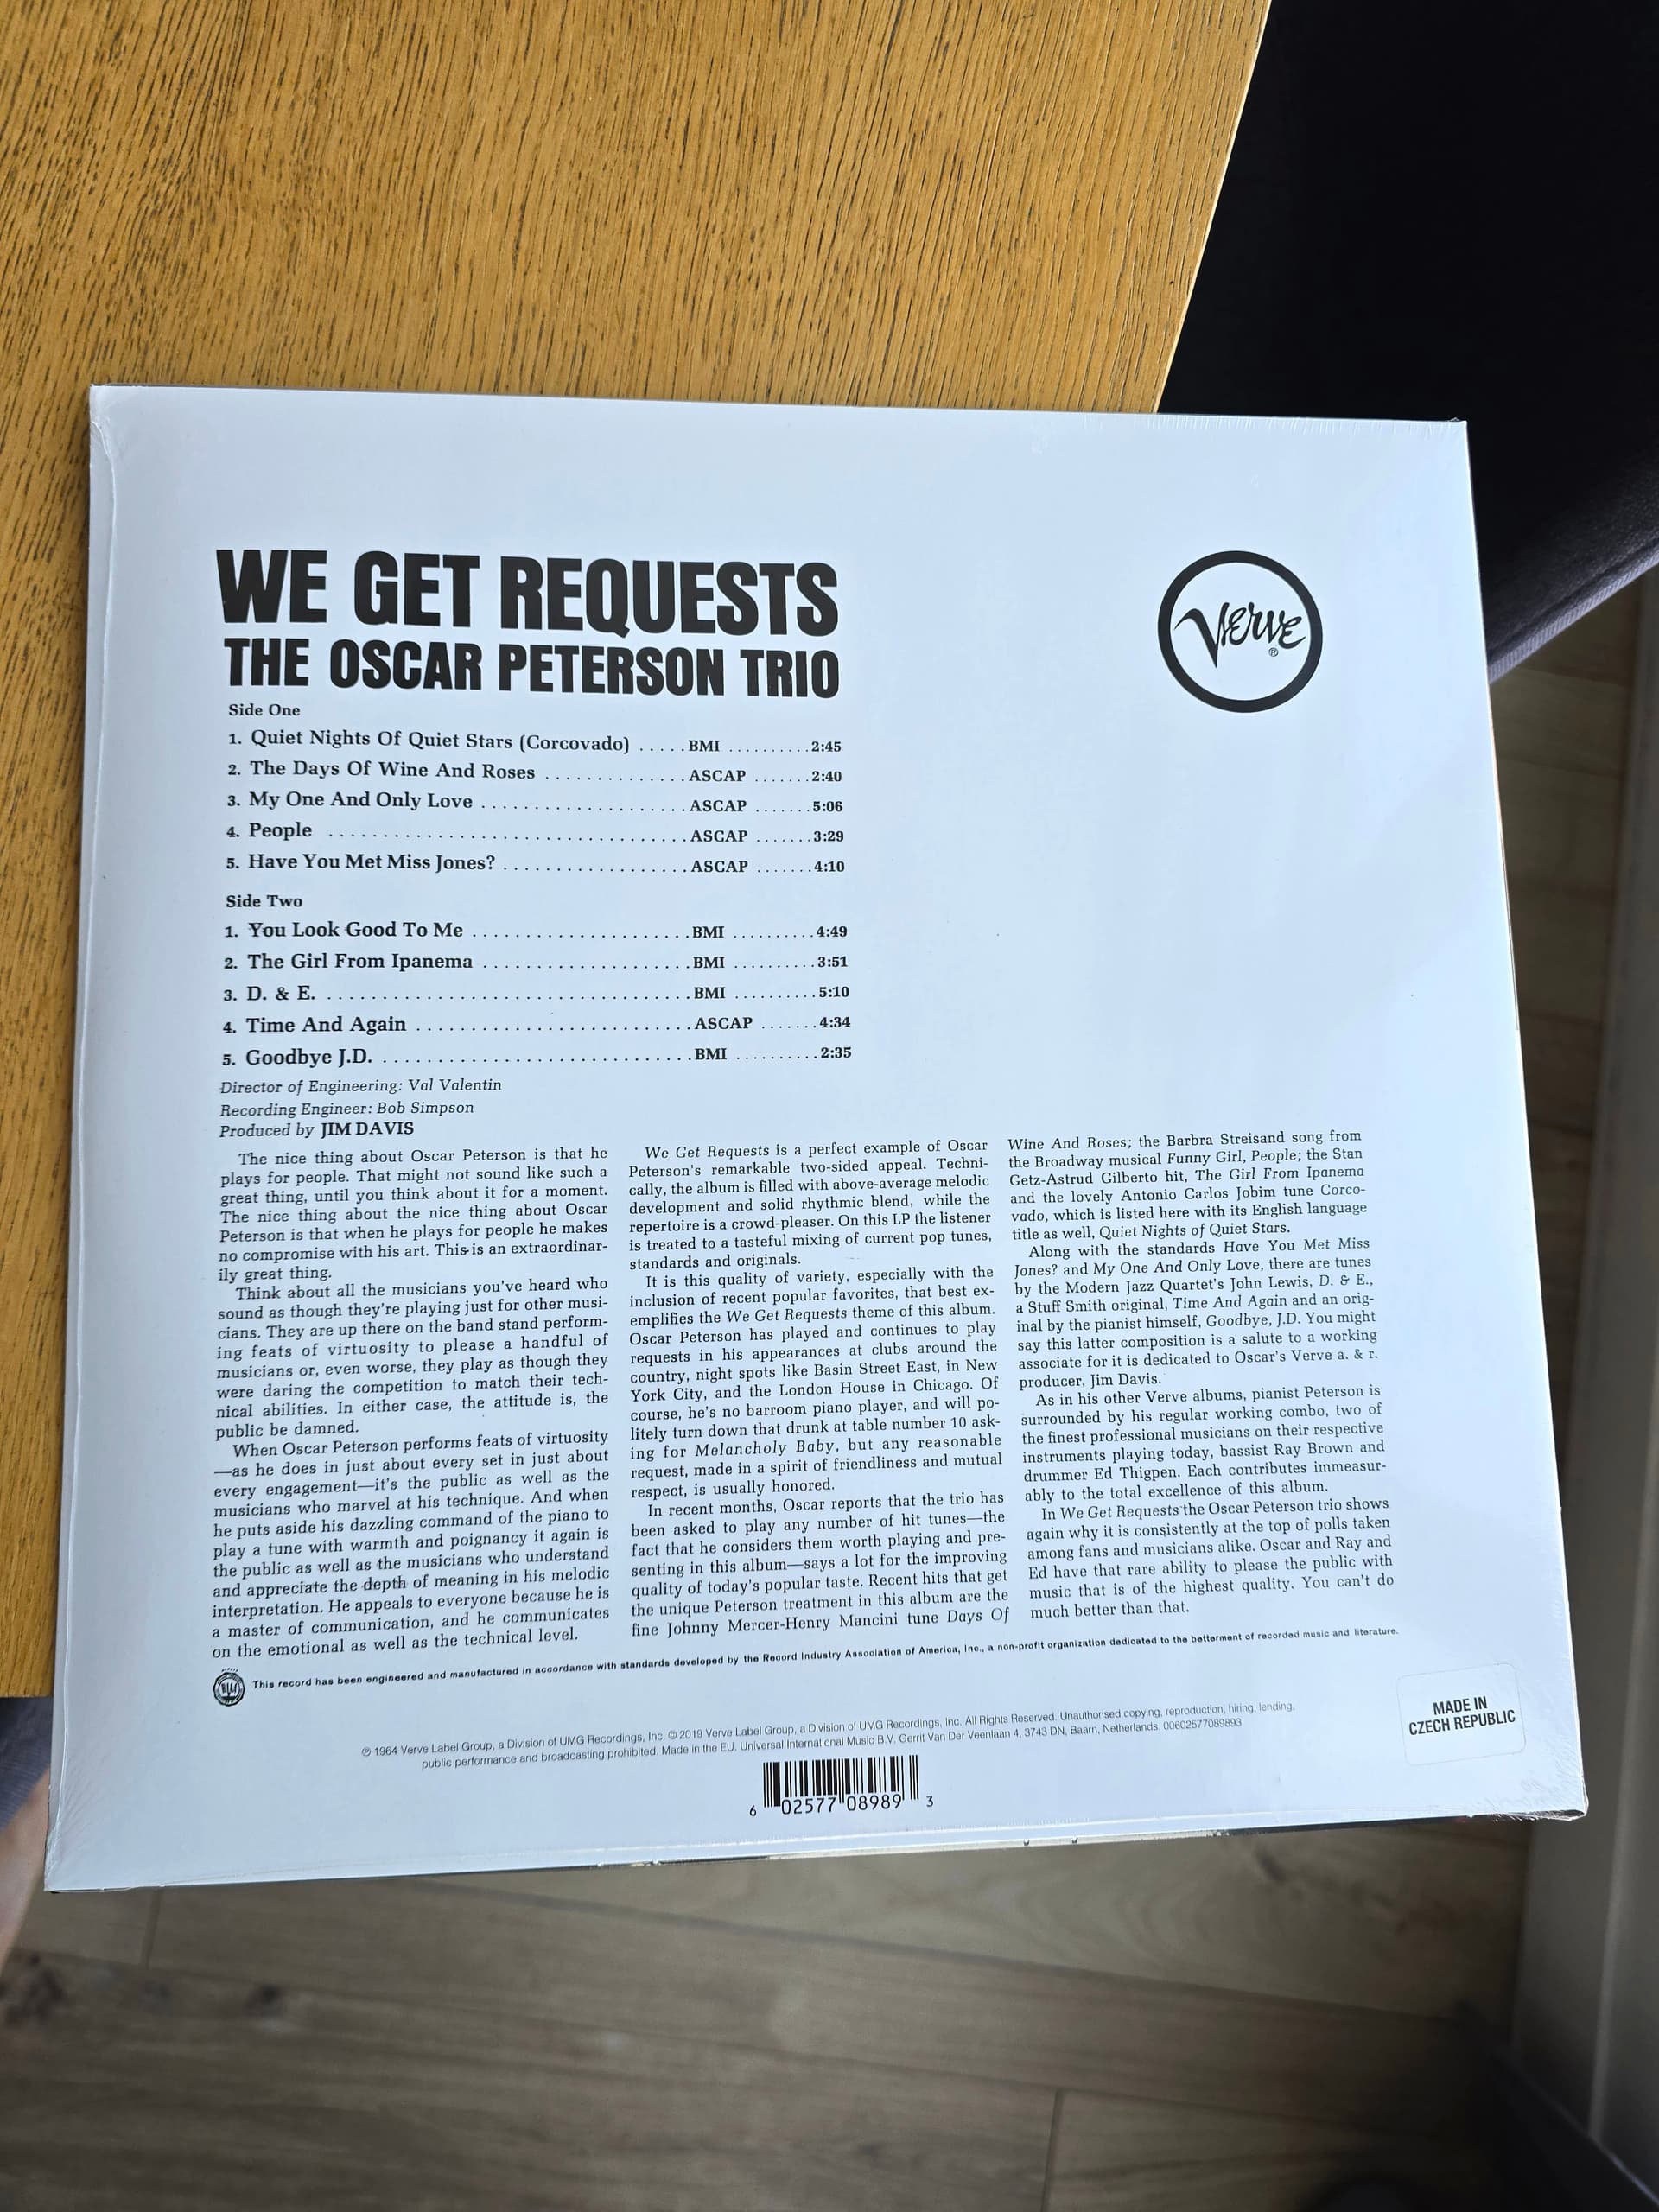 WE GET REQUESTS
THE OSCAR PETERSON TRIO
Verve
®
Side One
1. Quiet Nights Of Quiet Stars (Corcovado) ..... BMI ..........2:45
2. The Days Of Wine And Roses ..............ASCAP .......2:40
3. My One And Only Love ....................ASCAP .......5:06
4. People ..................................ASCAP .......3:29
5. Have You Met Miss Jones? ..................ASCAP .......4:10
Side Two
1. You Look Good To Me .....................BMI ..........4:49
2. The Girl From Ipanema ....................BMI ..........3:51
3. D. & E. ...................................BMI ..........5:10
4. Time And Again ...........................ASCAP .......4:34
5. Goodbye J.D. ..............................BMI ..........2:35
Director of Engineering: Val Valentin
Recording Engineer: Bob Simpson
Produced by JIM DAVIS
The nice thing about Oscar Peterson is that he
plays for people. That might not sound like such a
great thing, until you think about it for a moment.
The nice thing about the nice thing about Oscar
Peterson is that when he plays for people he makes
no compromise with his art. This is an extraordinar-
ily great thing.
Think about all the musicians you've heard who
sound as though they're playing just for other musi-
cians. They are up there on the band stand perform-
ing feats of virtuosity to please a handful of
musicians or, even worse, they play as though they
were daring the competition to match their tech-
nical abilities. In either case, the attitude is, the
public be damned.
When Oscar Peterson performs feats of virtuosity
—as he does in just about every set in just about
every engagement—it's the public as well as the
musicians who marvel at his technique. And when
he puts aside his dazzling command of the piano to
play a tune with warmth and poignancy it again is
the public as well as the musicians who understand
and appreciate the depth of meaning in his melodic
interpretation. He appeals to everyone because he is
a master of communication, and he communicates
on the emotional as well as the technical level.
We Get Requests is a perfect example of Oscar
Peterson's remarkable two-sided appeal. Techni-
cally, the album is filled with above-average melodic
development and solid rhythmic blend, while the
repertoire is a crowd-pleaser. On this LP the listener
is treated to a tasteful mixing of current pop tunes,
standards and originals.
It is this quality of variety, especially with the
inclusion of recent popular favorites, that best ex-
emplifies the We Get Requests theme of this album.
Oscar Peterson has played and continues to play
requests in his appearances at clubs around the
country, night spots like Basin Street East, in New
York City, and the London House in Chicago. Of
course, he's no barroom piano player, and will po-
litely turn down that drunk at table number 10 ask-
ing for Melancholy Baby, but any reasonable
request, made in a spirit of friendliness and mutual
respect, is usually honored.
In recent months, Oscar reports that the trio has
been asked to play any number of hit tunes—the
fact that he considers them worth playing and pre-
senting in this album—says a lot for the improving
quality of today's popular taste. Recent hits that get
the unique Peterson treatment in this album are the
fine Johnny Mercer-Henry Mancini tune Days Of
Wine And Roses; the Barbra Streisand song from
the Broadway musical Funny Girl, People; the Stan
Getz-Astrud Gilberto hit, The Girl From Ipanema
and the lovely Antonio Carlos Jobim tune Corco-
vado, which is listed here with its English language
title as well, Quiet Nights of Quiet Stars.
Along with the standards Have You Met Miss
Jones? and My One And Only Love, there are tunes
by the Modern Jazz Quartet's John Lewis, D. & E.,
a Stuff Smith original, Time And Again and an orig-
inal by the pianist himself, Goodbye, J.D. You might
say this latter composition is a salute to a working
associate for it is dedicated to Oscar's Verve a. & r.
producer, Jim Davis.
As in his other Verve albums, pianist Peterson is
surrounded by his regular working combo, two of
the finest professional musicians on their respective
instruments playing today, bassist Ray Brown and
drummer Ed Thigpen. Each contributes immeasur-
ably to the total excellence of this album.
In We Get Requests the Oscar Peterson trio shows
again why it is consistently at the top of polls taken
among fans and musicians alike. Oscar and Ray and
Ed have that rare ability to please the public with
music that is of the highest quality. You can't do
much better than that.
This record has been engineered and manufactured in accordance with standards developed by the Record Industry Association of America, Inc., a non-profit organization dedicated to the betterment of recorded music and literature.
℗ 1964 Verve Label Group, a Division of UMG Recordings, Inc. © 2019 Verve Label Group, a Division of UMG Recordings, Inc. All Rights Reserved. Unauthorised copying, reproduction, hiring, lending,
public performance and broadcasting prohibited. Made in the EU. Universal International Music B.V. Gerrit Van Der Veenlaan 4, 3743 DN, Baarn, Netherlands. 00602577089893
MADE IN
CZECH REPUBLIC
6 02577 08989 3